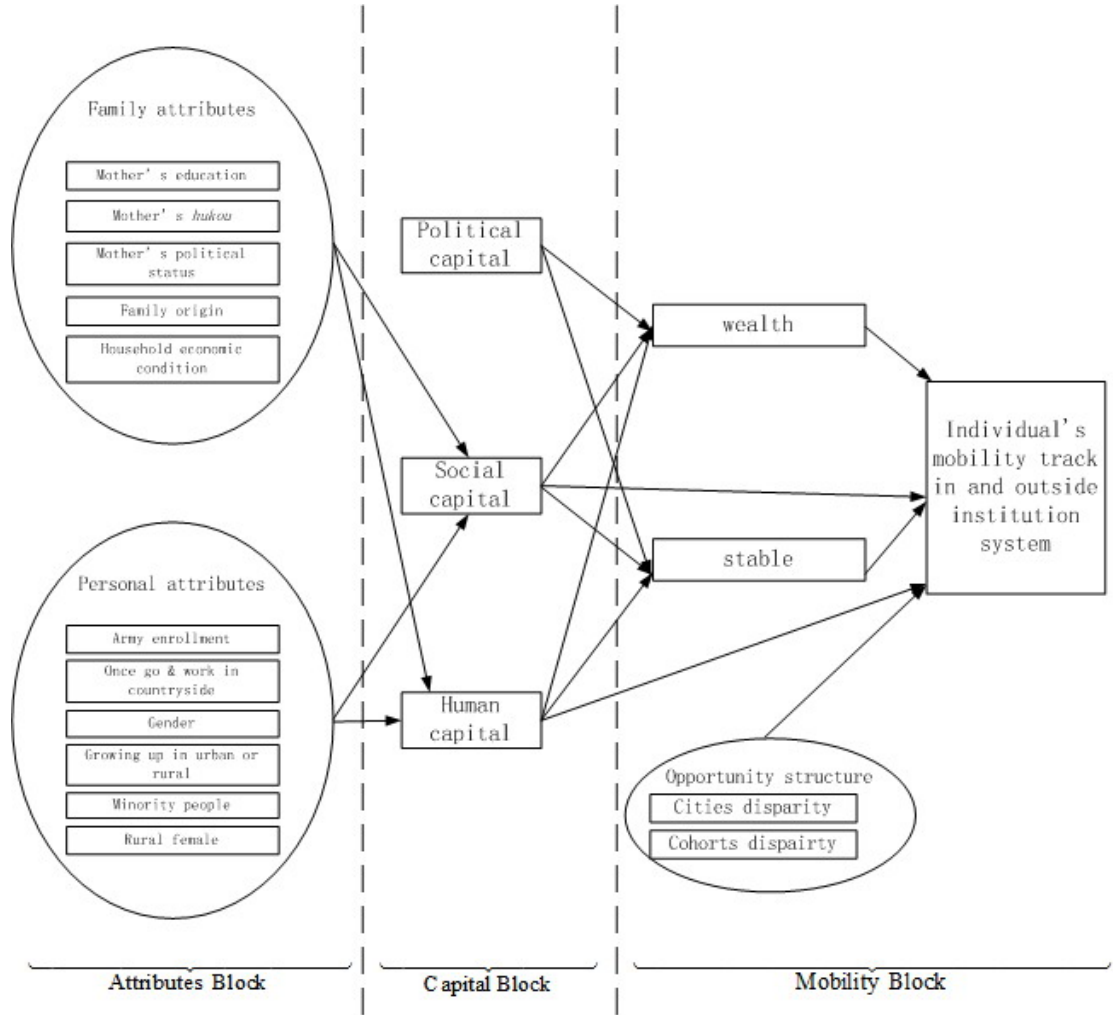 Family attributes
Mother's education
Mother's hukou
Mother's political
status
Family origin
Household economic
condition
Personal attributes
Army enrollment
Once go & work in
countryside
Gender
Growing up in urban or
rural
Minority people
Rural female
Attributes Block
Political
capital
Social
capital
Human
capital
Capital Block
wealth
stable
Individual's
mobility track
in and outside
institution
system
Opportunity structure
Cities disparity
Cohorts dispairty
Mobility Block